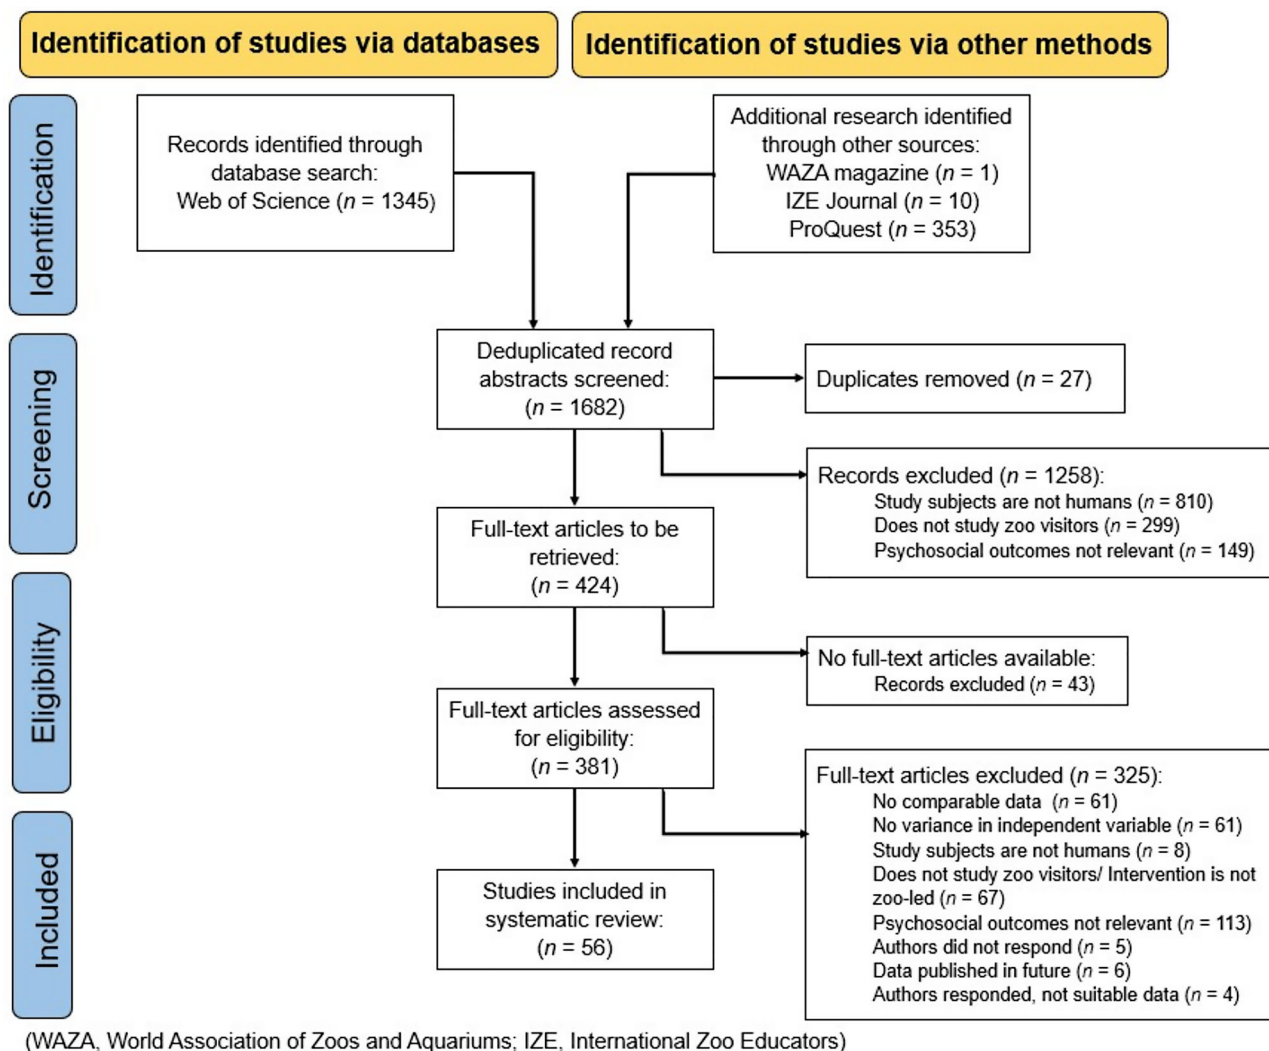 Identification of studies via databases
Identification of studies via other methods
Identification
Records identified through
database search:
Web of Science (n = 1345)
Additional research identified
through other sources:
WAZA magazine (n = 1)
IZE Journal (n = 10)
ProQuest (n = 353)
Screening
Deduplicated record
abstracts screened:
(n = 1682)
Duplicates removed (n = 27)
Records excluded (n = 1258):
Study subjects are not humans (n = 810)
Does not study zoo visitors (n = 299)
Psychosocial outcomes not relevant (n = 149)
Full-text articles to be
retrieved:
(n = 424)
Eligibility
No full-text articles available:
Records excluded (n = 43)
Full-text articles assessed
for eligibility:
(n = 381)
Full-text articles excluded (n = 325):
No comparable data (n = 61)
No variance in independent variable (n = 61)
Study subjects are not humans (n = 8)
Does not study zoo visitors/ Intervention is not
zoo-led (n = 67)
Psychosocial outcomes not relevant (n = 113)
Authors did not respond (n = 5)
Data published in future (n = 6)
Authors responded, not suitable data (n = 4)
Included
Studies included in
systematic review:
(n = 56)
(WAZA, World Association of Zoos and Aquariums; IZE, International Zoo Educators)